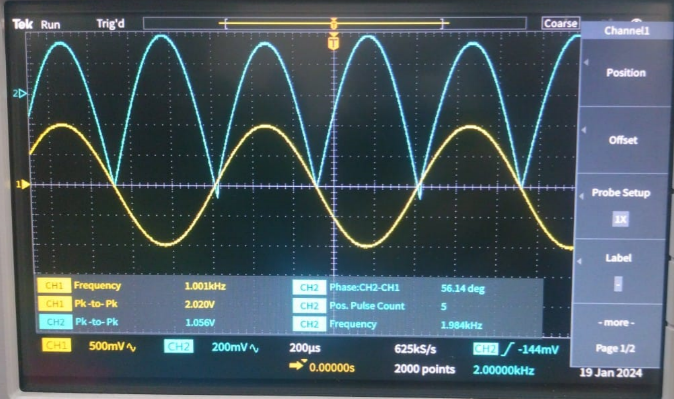 Tek Run Trig'd T Coarse
Channel1
T
Position
2
Offset
1
Probe Setup
1X
Label
-
CH1 Frequency 1.001kHz CH2 Phase:CH2-CH1 56.14 deg
CH1 Pk-to-Pk 2.020V CH2 Pos. Pulse Count 5
CH2 Pk-to-Pk 1.056V CH2 Frequency 1.984kHz
- more -
Page 1/2
CH1 500mV CH2 200mV 200µs 625kS/s CH2 -144mV
0.00000s 2000 points 2.00000kHz
19 Jan 2024